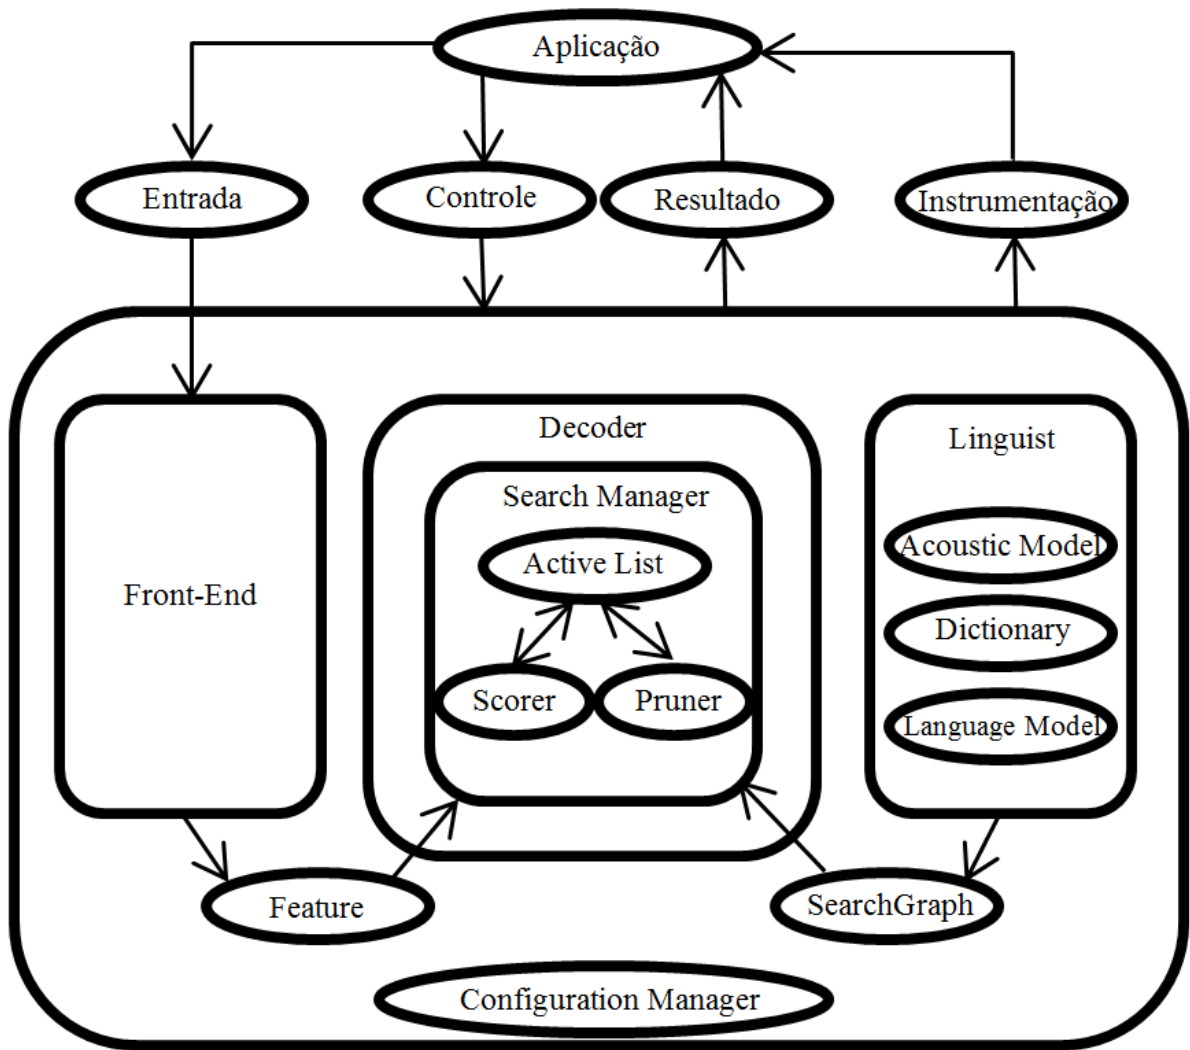 Aplicação
Entrada
Controle
Resultado
Instrumentação
Front-End
Decoder
Search Manager
Active List
Scorer
Pruner
Linguist
Acoustic Model
Dictionary
Language Model
Feature
SearchGraph
Configuration Manager